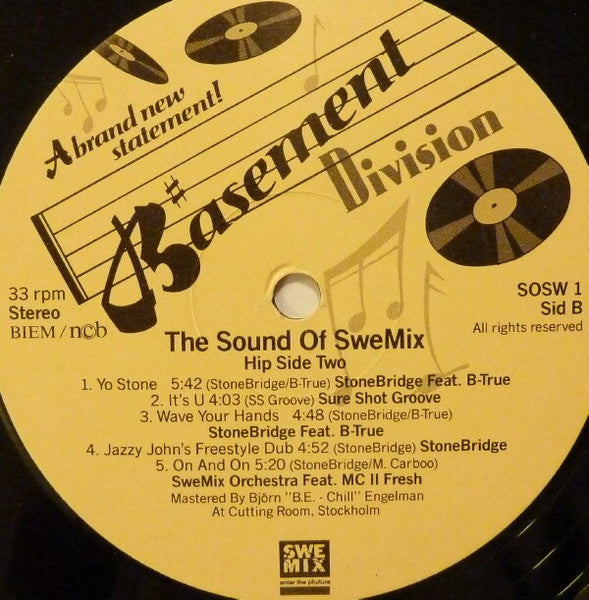 A brand new
statement!
Basement
Division
33 rpm
Stereo
BIEM / n©b
SOSW 1
Sid B
All rights reserved
The Sound Of SweMix
Hip Side Two
1. Yo Stone 5:42 (StoneBridge/B-True) StoneBridge Feat. B-True
2. It's U 4:03 (SS Groove) Sure Shot Groove
3. Wave Your Hands 4:48 (StoneBridge/B-True)
StoneBridge Feat. B-True
4. Jazzy John's Freestyle Dub 4:52 (StoneBridge) StoneBridge
5. On And On 5:20 (StoneBridge/M. Carboo)
SweMix Orchestra Feat. MC II Fresh
Mastered By Björn "B.E. - Chill" Engelman
At Cutting Room, Stockholm
SWE
MIX
enter the phuture